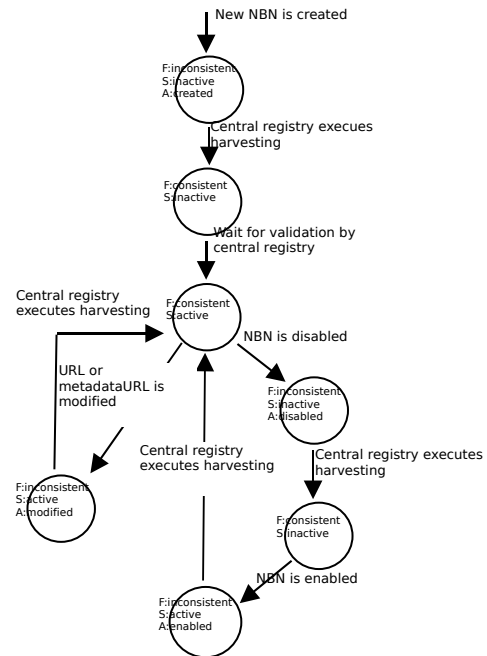 New NBN is created
F:inconsistent
S:inactive
A:created
Central registry execues
harvesting
F:consistent
S:inactive
Wait for validation by
central registry
Central registry
executes harvesting
F:consistent
S:active
NBN is disabled
URL or
metadataURL is
modified
F:inconsistent
S:inactive
A:disabled
Central registry
executes harvesting
Central registry executes
harvesting
F:inconsistent
S:active
A:modified
F:consistent
S:inactive
NBN is enabled
F:inconsistent
S:active
A:enabled